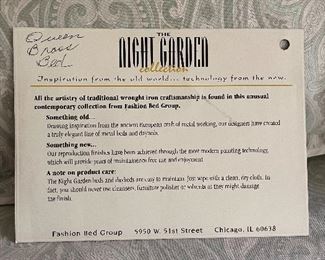 Queen
Brass
Bed
THE
NIGHT GARDEN
collection
Inspiration from the old world... technology from the new.
All the artistry of traditional wrought iron craftsmanship is found in this unusual
contemporary collection from Fashion Bed Group.
Something old...
Drawing inspiration from the ancient european craft of metal working, our designers have created
a truly elegant line of metal beds and daybeds.
Something new...
Our reproduction finishes have been achieved through the most modern painting technology,
which will provide years of maintenance free use and enjoyment.
A note on product care:
The Night Garden beds and daybeds are easy to maintain. Just wipe with a clean, dry cloth. In
fact, you should never use cleansers, furniture polishes or solvents as they might damage
the finish.
Fashion Bed Group 5950 W. 51st Street Chicago, IL 60638